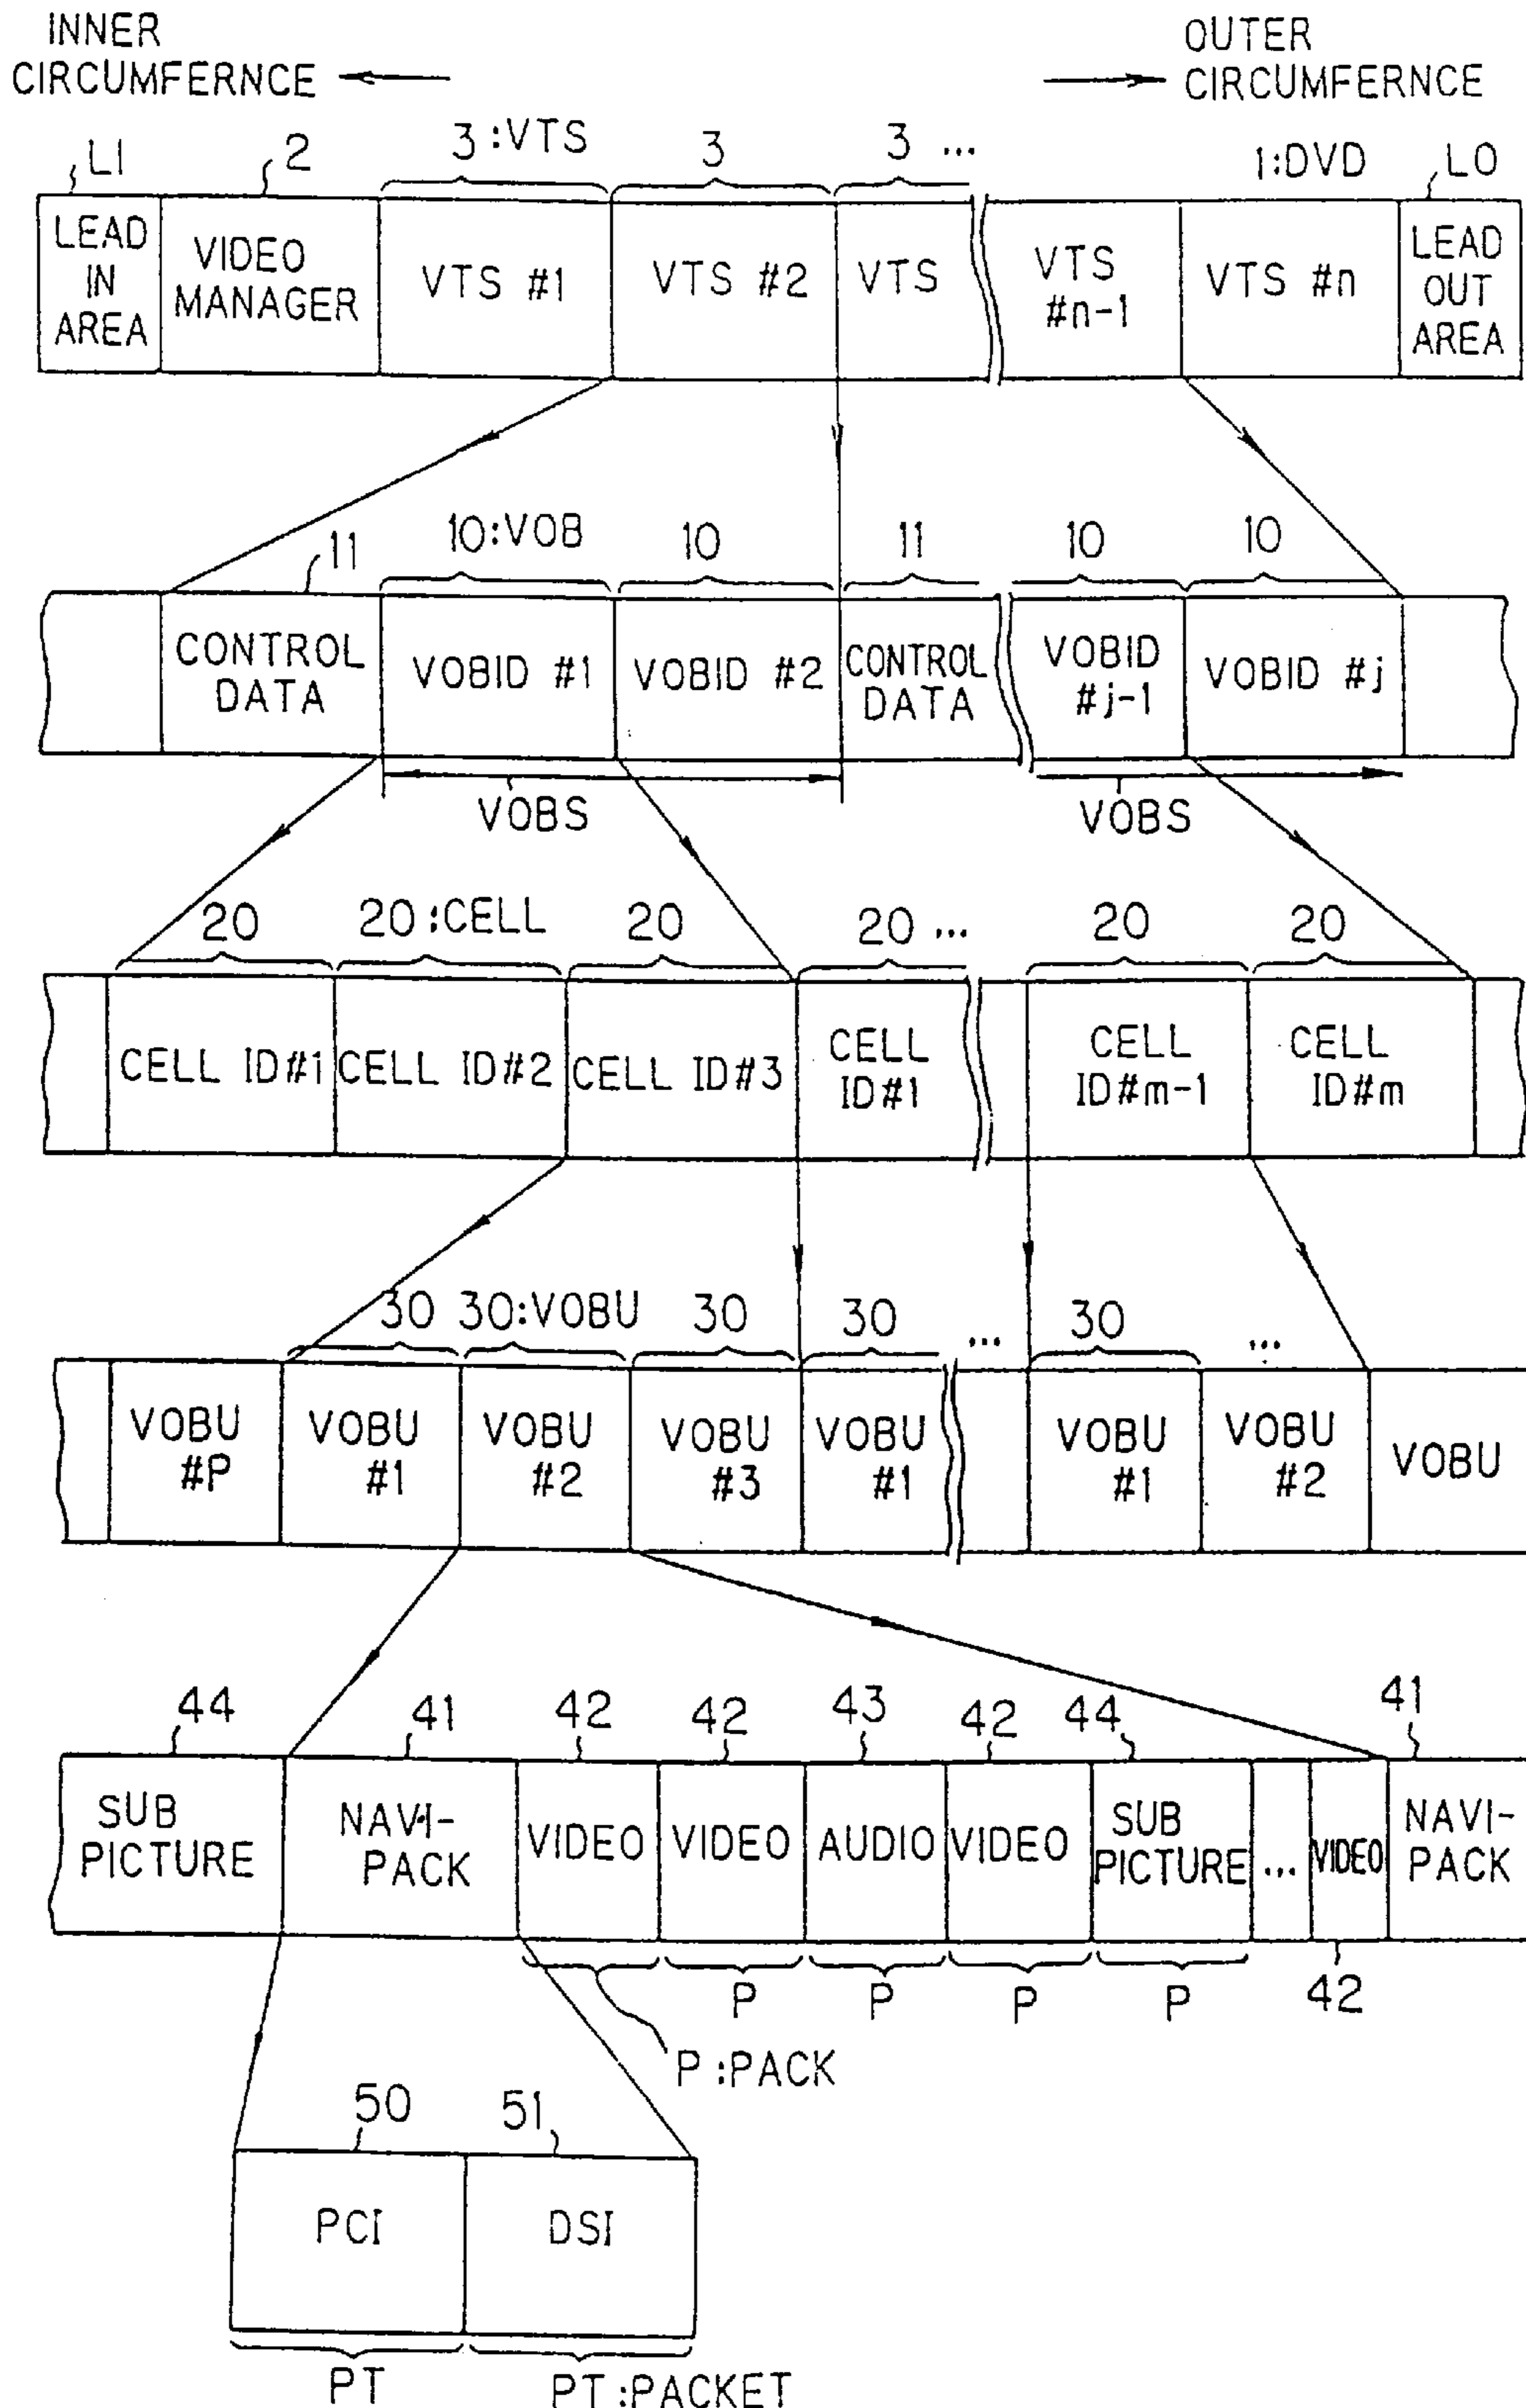 INNER
CIRCUMFERNCE
OUTER
CIRCUMFERNCE
LI
2
3 :VTS
3
3 ...
1:DVD
LO
LEAD
IN
AREA
VIDEO
MANAGER
VTS #1
VTS #2
VTS
VTS
#n-1
VTS #n
LEAD
OUT
AREA
11
10:VOB
10
11
10
10
CONTROL
DATA
VOBID #1
VOBID #2
CONTROL
DATA
VOBID
#j-1
VOBID #j
VOBS
VOBS
20
20 :CELL
20
20 ...
20
20
CELL ID#1
CELL ID#2
CELL ID#3
CELL
ID#1
CELL
ID#m-1
CELL
ID#m
30
30:VOBU
30
30
...
30
...
VOBU
#P
VOBU
#1
VOBU
#2
VOBU
#3
VOBU
#1
VOBU
#1
VOBU
#2
VOBU
44
41
42
42
43
42
44
41
SUB
PICTURE
NAVI-
PACK
VIDEO
VIDEO
AUDIO
VIDEO
SUB
PICTURE
...
VIDEO
NAVI-
PACK
P
P
P
P
42
P :PACK
50
51
PCI
DSI
PT
PT :PACKET